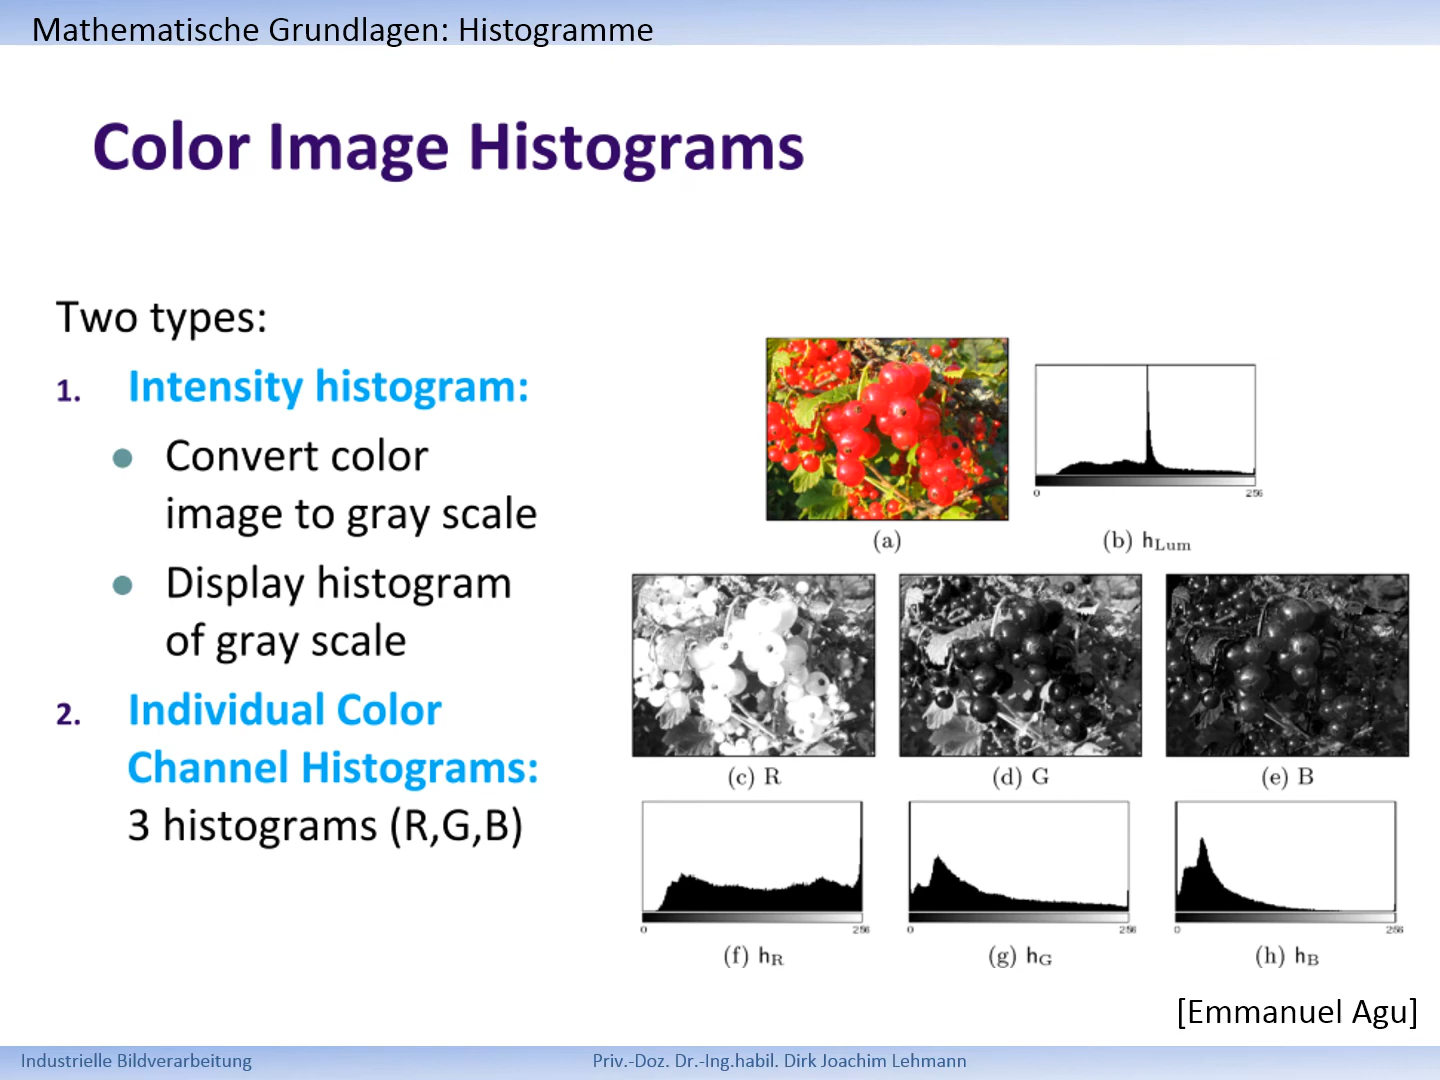 Mathematische Grundlagen: Histogramme
Color Image Histograms
Two types:
1. Intensity histogram:
● Convert color
image to gray scale
● Display histogram
of gray scale
2. Individual Color
Channel Histograms:
3 histograms (R,G,B)
0 256
(a) (b) hLum
(c) R (d) G (e) B
0 256 0 256 0 256
(f) hR (g) hG (h) hB
[Emmanuel Agu]
Industrielle Bildverarbeitung Priv.-Doz. Dr.-Ing.habil. Dirk Joachim Lehmann